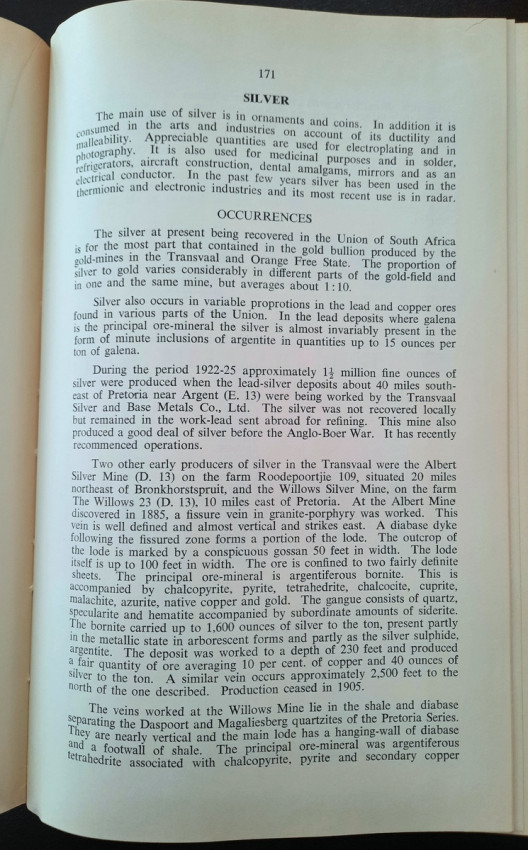 171
SILVER
The main use of silver is in ornaments and coins. In addition it is
consumed in the arts and industries on account of its ductility and
malleability. Appreciable quantities are used for electroplating and in
photography. It is also used for medicinal purposes and in solder,
refrigerators, aircraft construction, dental amalgams, mirrors and as an
electrical conductor. In the past few years silver has been used in the
thermionic and electronic industries and its most recent use is in radar.
OCCURRENCES
The silver at present being recovered in the Union of South Africa
is for the most part that contained in the gold bullion produced by the
gold-mines in the Transvaal and Orange Free State. The proportion of
silver to gold varies considerably in different parts of the gold-field and
in one and the same mine, but averages about 1:10.
Silver also occurs in variable proprotions in the lead and copper ores
found in various parts of the Union. In the lead deposits where galena
is the principal ore-mineral the silver is almost invariably present in the
form of minute inclusions of argentite in quantities up to 15 ounces per
ton of galena.
During the period 1922-25 approximately 1½ million fine ounces of
silver were produced when the lead-silver deposits about 40 miles south-
east of Pretoria near Argent (E. 13) were being worked by the Transvaal
Silver and Base Metals Co., Ltd. The silver was not recovered locally
but remained in the work-lead sent abroad for refining. This mine also
produced a good deal of silver before the Anglo-Boer War. It has recently
recommenced operations.
Two other early producers of silver in the Transvaal were the Albert
Silver Mine (D. 13) on the farm Roodepoortjie 109, situated 20 miles
northeast of Bronkhorstspruit, and the Willows Silver Mine, on the farm
The Willows 23 (D. 13), 10 miles east of Pretoria. At the Albert Mine
discovered in 1885, a fissure vein in granite-porphyry was worked. This
vein is well defined and almost vertical and strikes east. A diabase dyke
following the fissured zone forms a portion of the lode. The outcrop of
the lode is marked by a conspicuous gossan 50 feet in width. The lode
itself is up to 100 feet in width. The ore is confined to two fairly definite
sheets. The principal ore-mineral is argentiferous bornite. This is
accompanied by chalcopyrite, pyrite, tetrahedrite, chalcocite, cuprite,
malachite, azurite, native copper and gold. The gangue consists of quartz,
specularite and hematite accompanied by subordinate amounts of siderite.
The bornite carried up to 1,600 ounces of silver to the ton, present partly
in the metallic state in arborescent forms and partly as the silver sulphide,
argentite. The deposit was worked to a depth of 230 feet and produced
a fair quantity of ore averaging 10 per cent. of copper and 40 ounces of
silver to the ton. A similar vein occurs approximately 2,500 feet to the
north of the one described. Production ceased in 1905.
The veins worked at the Willows Mine lie in the shale and diabase
separating the Daspoort and Magaliesberg quartzites of the Pretoria Series.
They are nearly vertical and the main lode has a hanging-wall of diabase
and a footwall of shale. The principal ore-mineral was argentiferous
tetrahedrite associated with chalcopyrite, pyrite and secondary copper